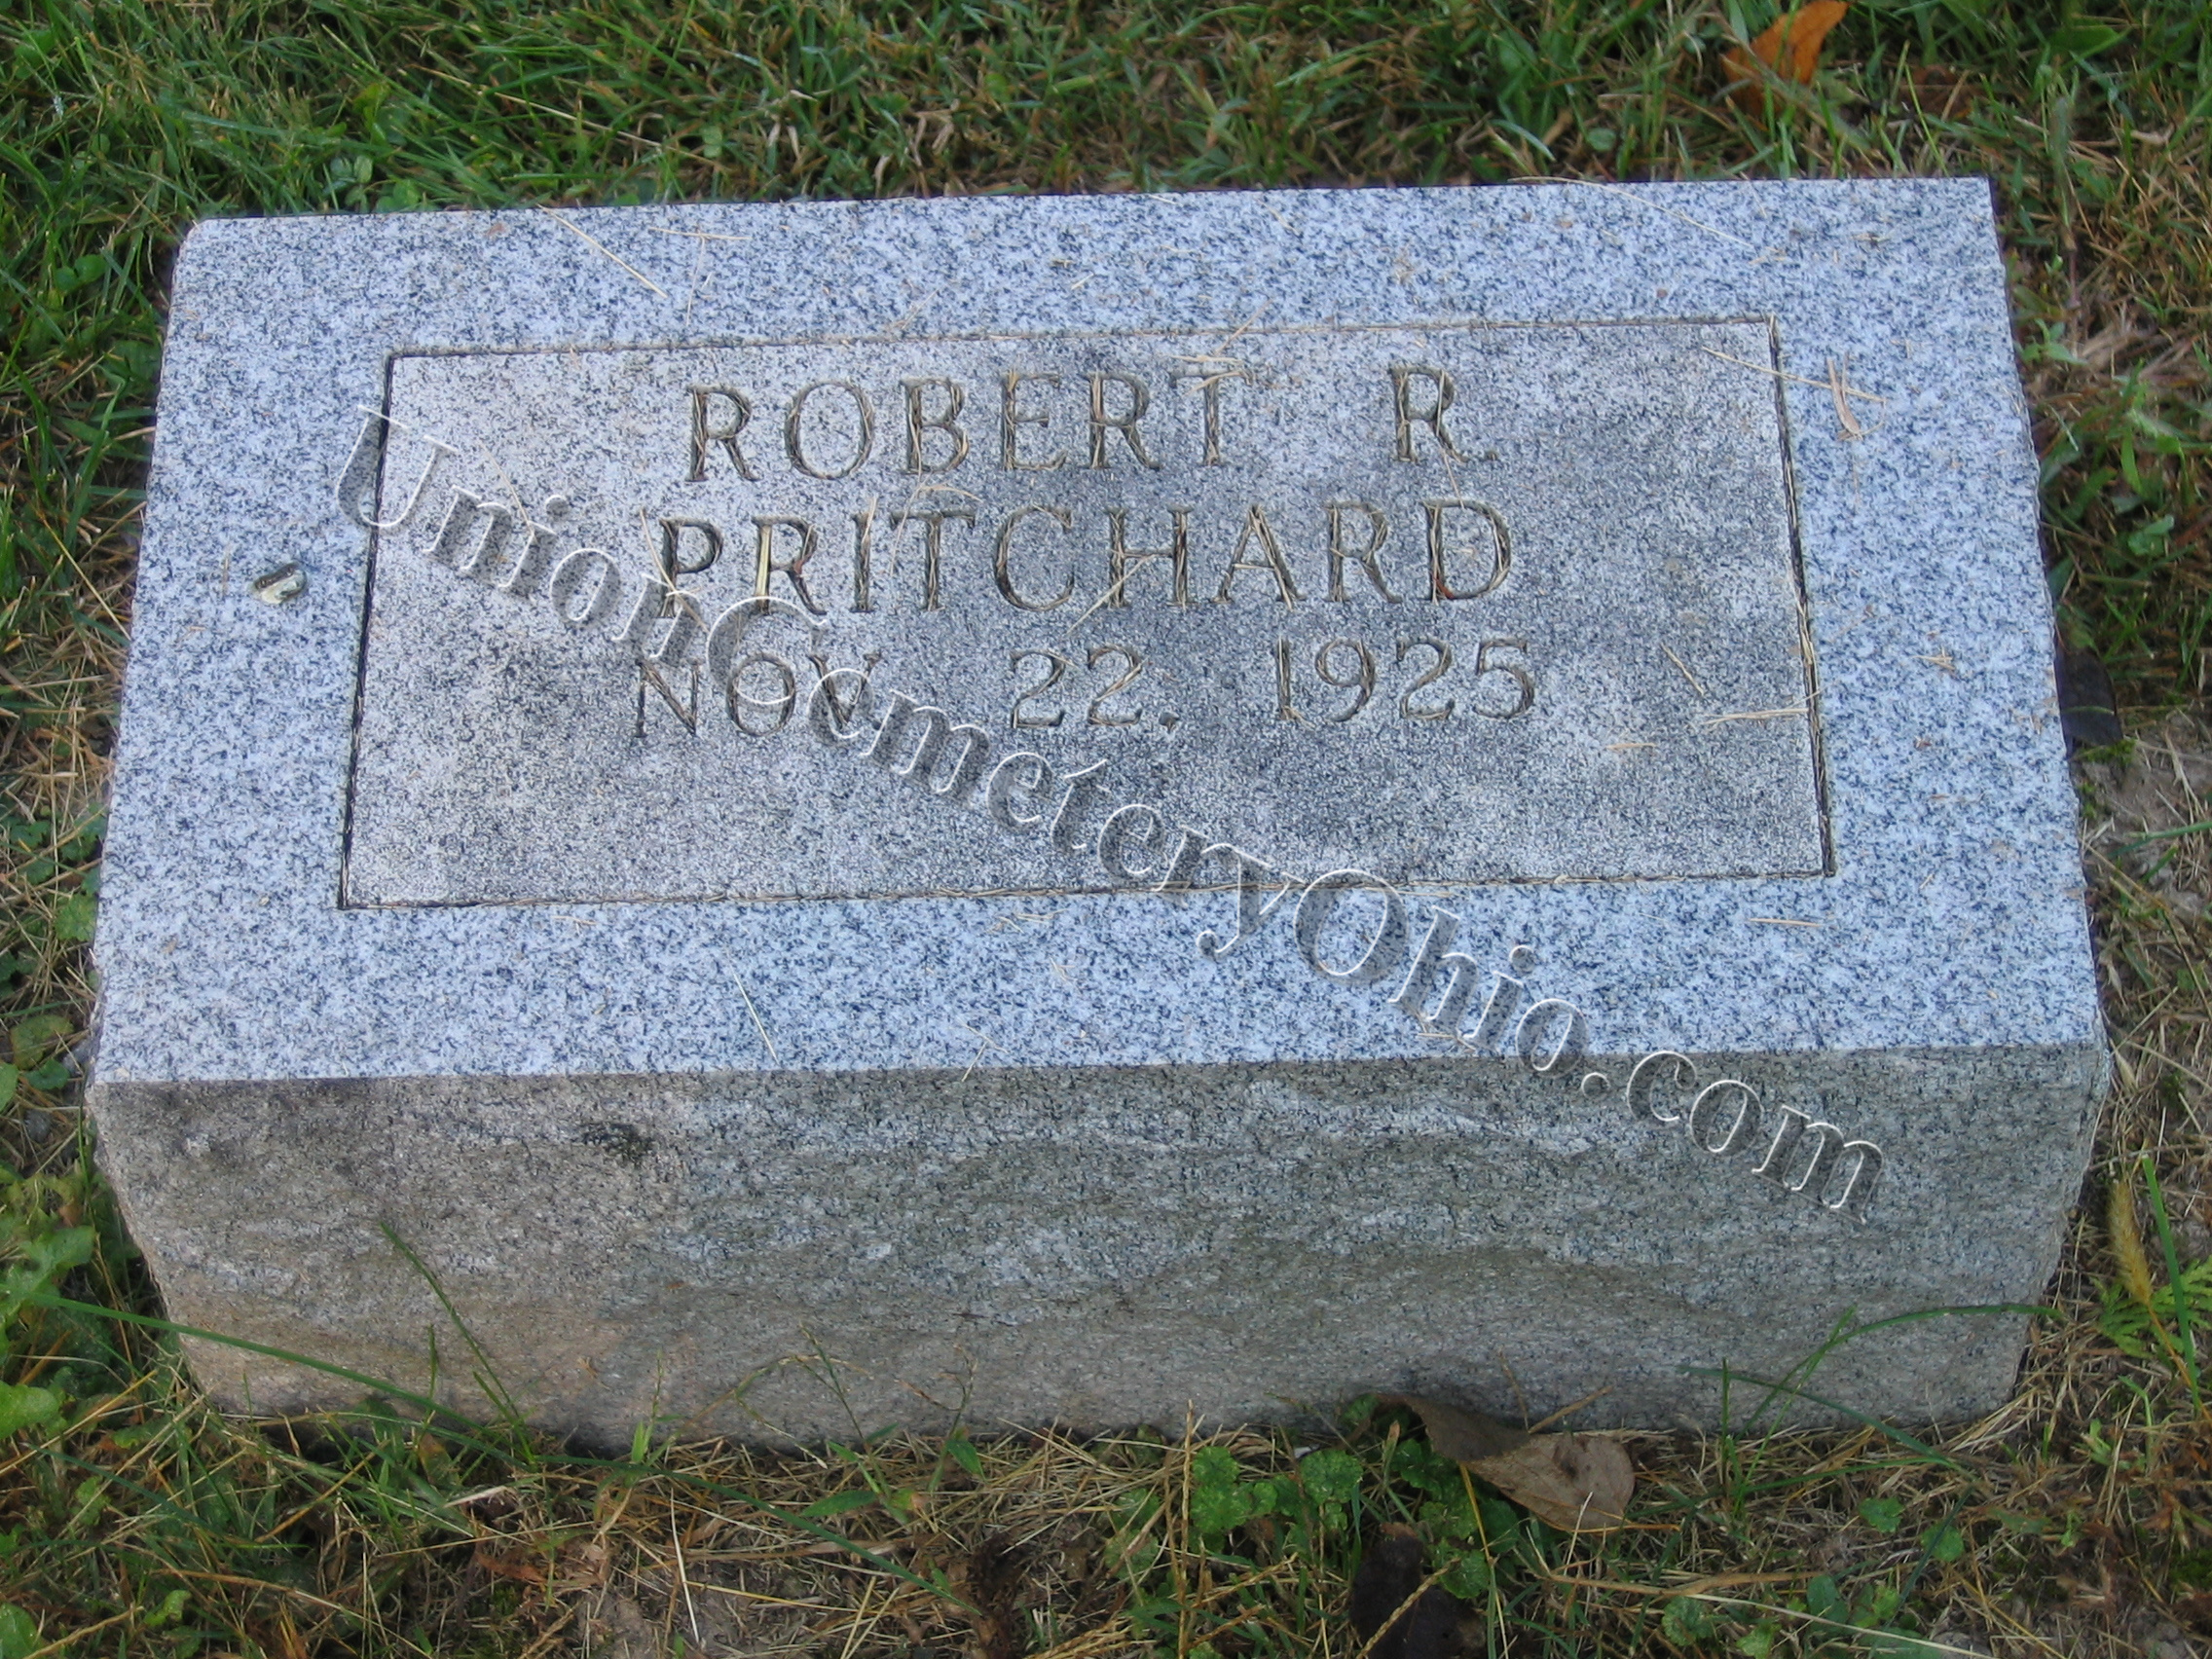 ROBERT R.
PRITCHARD
NOV. 22, 1925
UnionCemeteryOhio.com